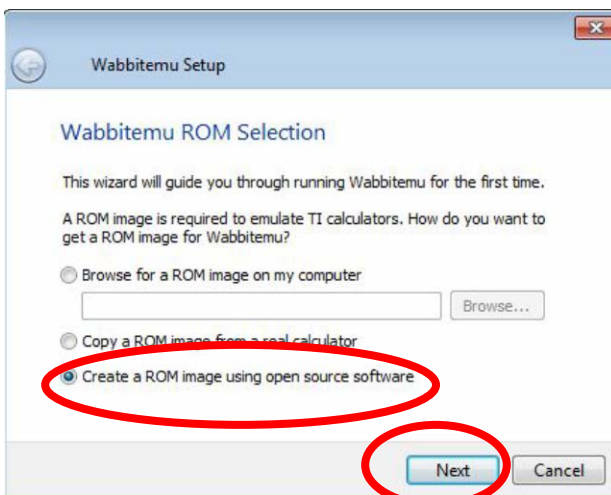 Wabbitemu Setup
Wabbitemu ROM Selection
This wizard will guide you through running Wabbitemu for the first time.
A ROM image is required to emulate TI calculators. How do you want to
get a ROM image for Wabbitemu?
Browse for a ROM image on my computer
Browse...
Copy a ROM image from a real calculator
Create a ROM image using open source software
Next Cancel